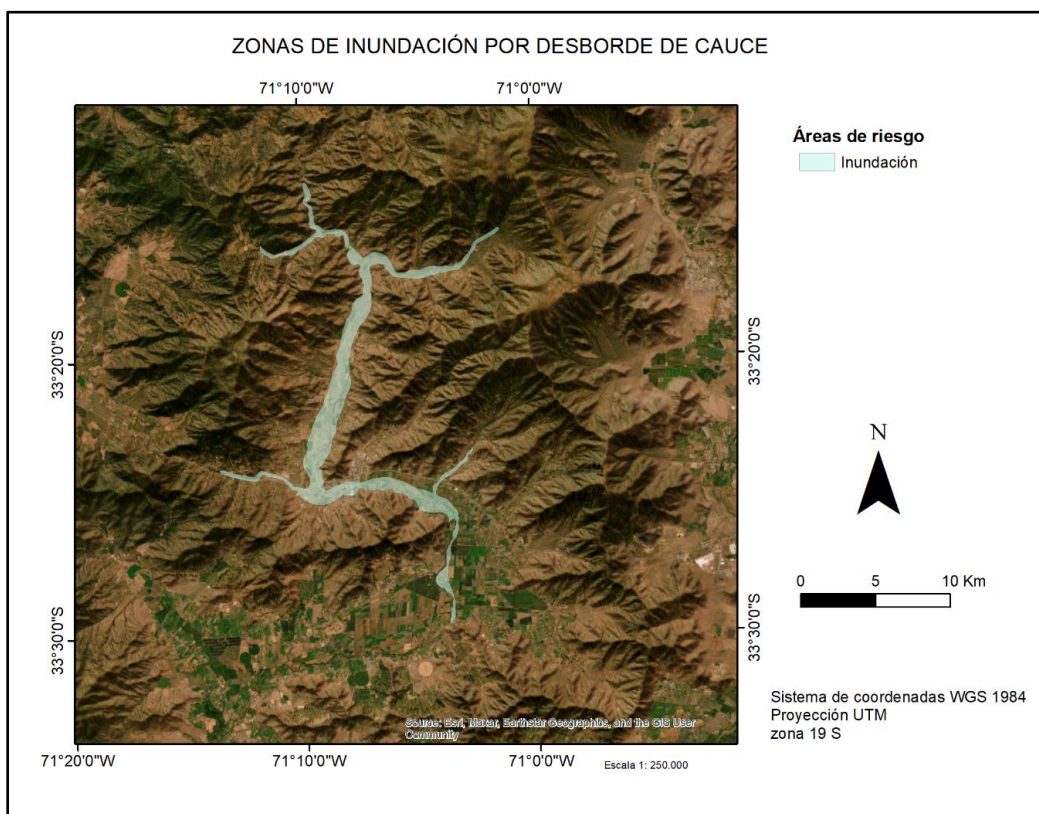 ZONAS DE INUNDACIÓN POR DESBORDE DE CAUCE
71°10'0"W
71°0'0"W
Áreas de riesgo
Inundación
33°20'0"S
33°20'0"S
N
0 5 10 Km
33°30'0"S
33°30'0"S
Sistema de coordenadas WGS 1984
Proyección UTM
zona 19 S
Source: Esri, Maxar, Earthstar Geographics, and the GIS User
Community
71°20'0"W
71°10'0"W
71°0'0"W
Escala 1: 250.000